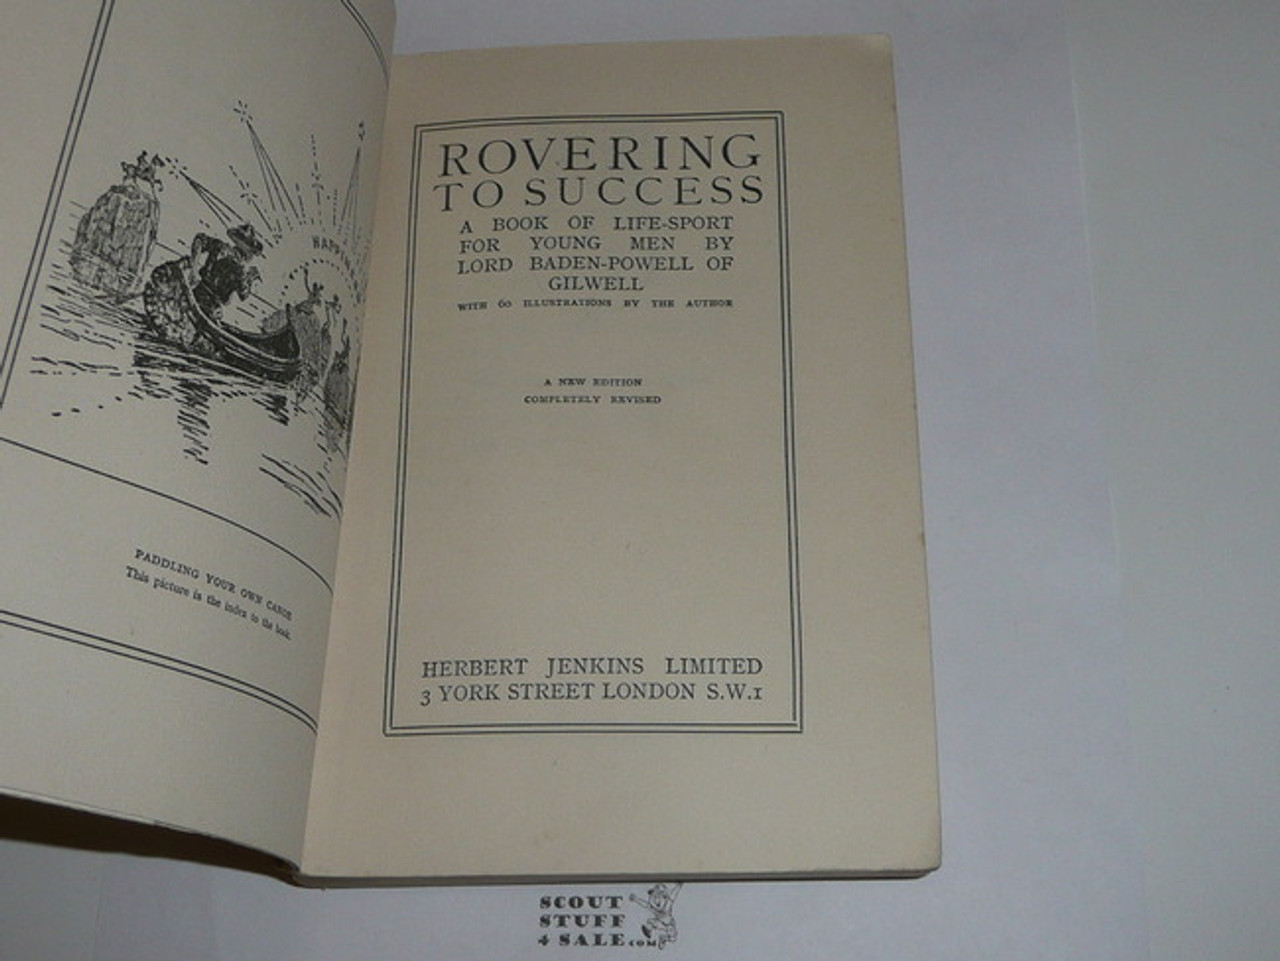 HAPPINESS
PADDLING YOUR OWN CANOE
This picture is the index to the book.
ROVERING
TO SUCCESS
A BOOK OF LIFE-SPORT
FOR YOUNG MEN BY
LORD BADEN-POWELL OF
GILWELL
WITH 60 ILLUSTRATIONS BY THE AUTHOR
A NEW EDITION
COMPLETELY REVISED
HERBERT JENKINS LIMITED
3 YORK STREET LONDON S.W.1
SCOUT
STUFF
4 SALE.com